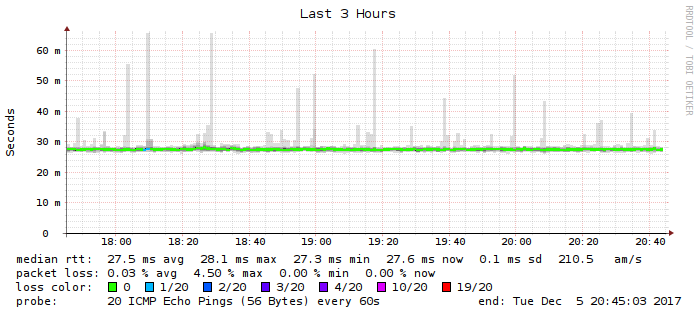 Last 3 Hours
RRDTOOL / TOBI OETIKER
Seconds
60 m
50 m
40 m
30 m
20 m
10 m
0
18:00 18:20 18:40 19:00 19:20 19:40 20:00 20:20 20:40
median rtt: 27.5 ms avg 28.1 ms max 27.3 ms min 27.6 ms now 0.1 ms sd 210.5 am/s
packet loss: 0.03 % avg 4.50 % max 0.00 % min 0.00 % now
loss color: 0 1/20 2/20 3/20 4/20 10/20 19/20
probe: 20 ICMP Echo Pings (56 Bytes) every 60s end: Tue Dec 5 20:45:03 2017